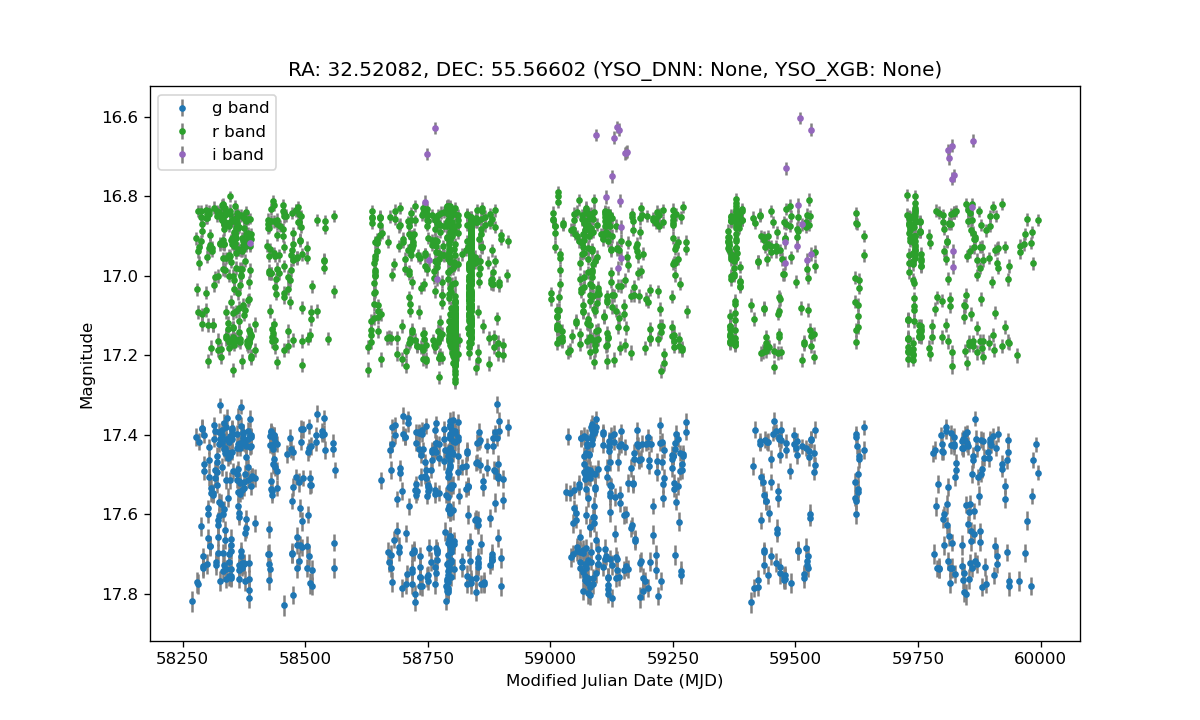 RA: 32.52082, DEC: 55.56602 (YSO_DNN: None, YSO_XGB: None)
g band
r band
i band
16.6
16.8
17.0
17.2
17.4
17.6
17.8
Magnitude
58250 58500 58750 59000 59250 59500 59750 60000
Modified Julian Date (MJD)